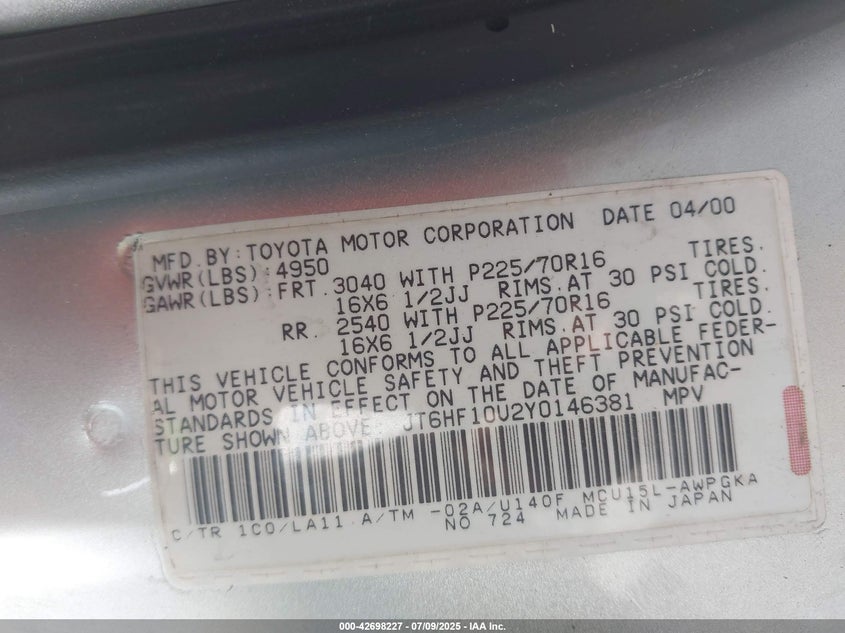 MFD.BY:TOYOTA MOTOR CORPORATION DATE 04/00
GVWR(LBS):4950
GAWR(LBS):FRT.3040 WITH P225/70R16 TIRES.
16X6 1/2JJ RIMS.AT 30 PSI COLD.
RR. 2540 WITH P225/70R16 TIRES.
16X6 1/2JJ RIMS.AT 30 PSI COLD.
THIS VEHICLE CONFORMS TO ALL APPLICABLE FEDER-
AL MOTOR VEHICLE SAFETY AND THEFT PREVENTION
STANDARDS IN EFFECT ON THE DATE OF MANUFAC-
TURE SHOWN ABOVE. JT6HF10U2Y0146381 MPV
C/TR 1C0/LA11 A/TM -02A/U140F MCU15L-AWPGKA
NO 724 MADE IN JAPAN
000-42698227 - 07/09/2025 - IAA Inc.